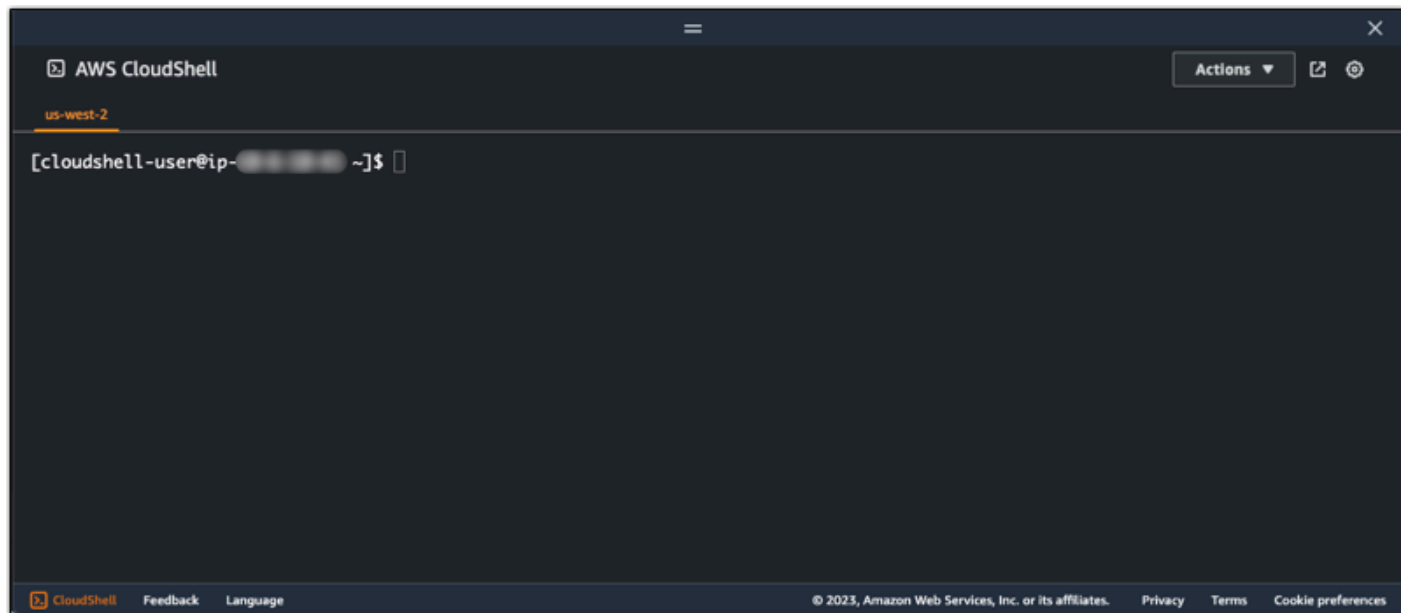 AWS CloudShell
Actions
us-west-2
[cloudshell-user@ip- ~]$
CloudShell Feedback Language © 2023, Amazon Web Services, Inc. or its affiliates. Privacy Terms Cookie preferences